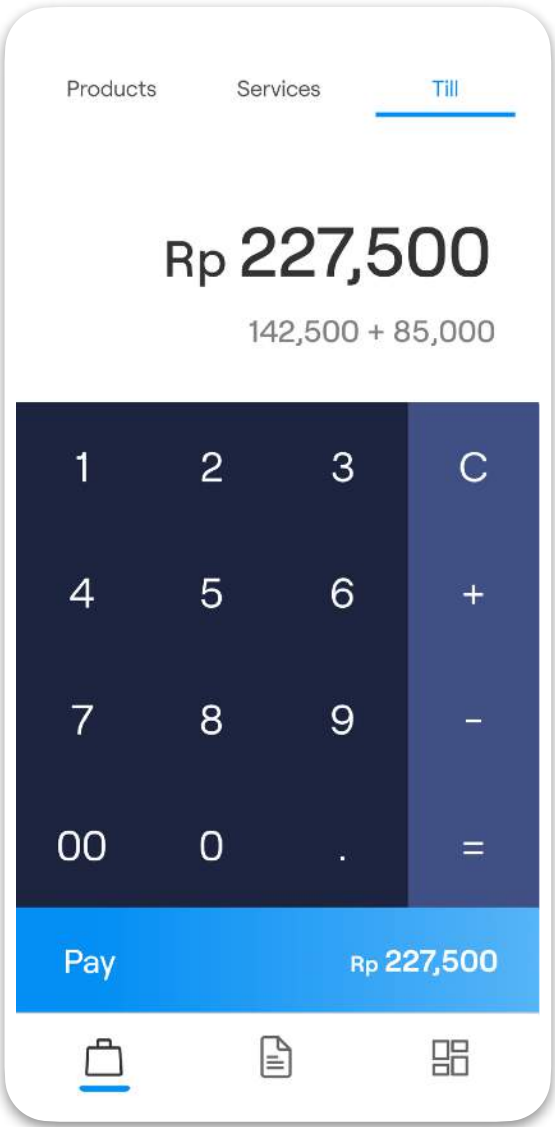 Products Services Till
Rp 227,500
142,500 + 85,000
1 2 3 C
4 5 6 +
7 8 9 -
00 0 . =
Pay Rp 227,500